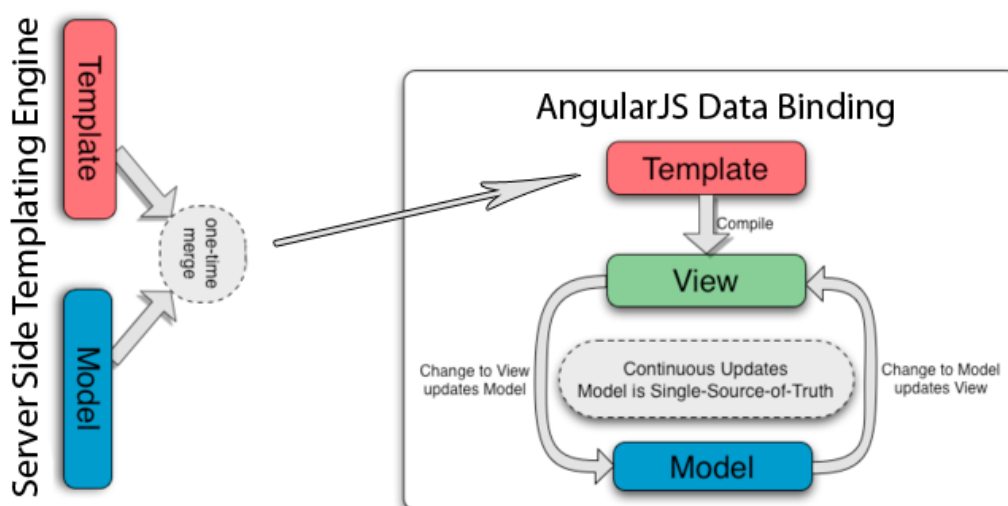 Server Side Templating Engine
Template
one-time
merge
Model
AngularJS Data Binding
Template
Compile
View
Change to View
updates Model
Continuous Updates
Model is Single-Source-of-Truth
Change to Model
updates View
Model